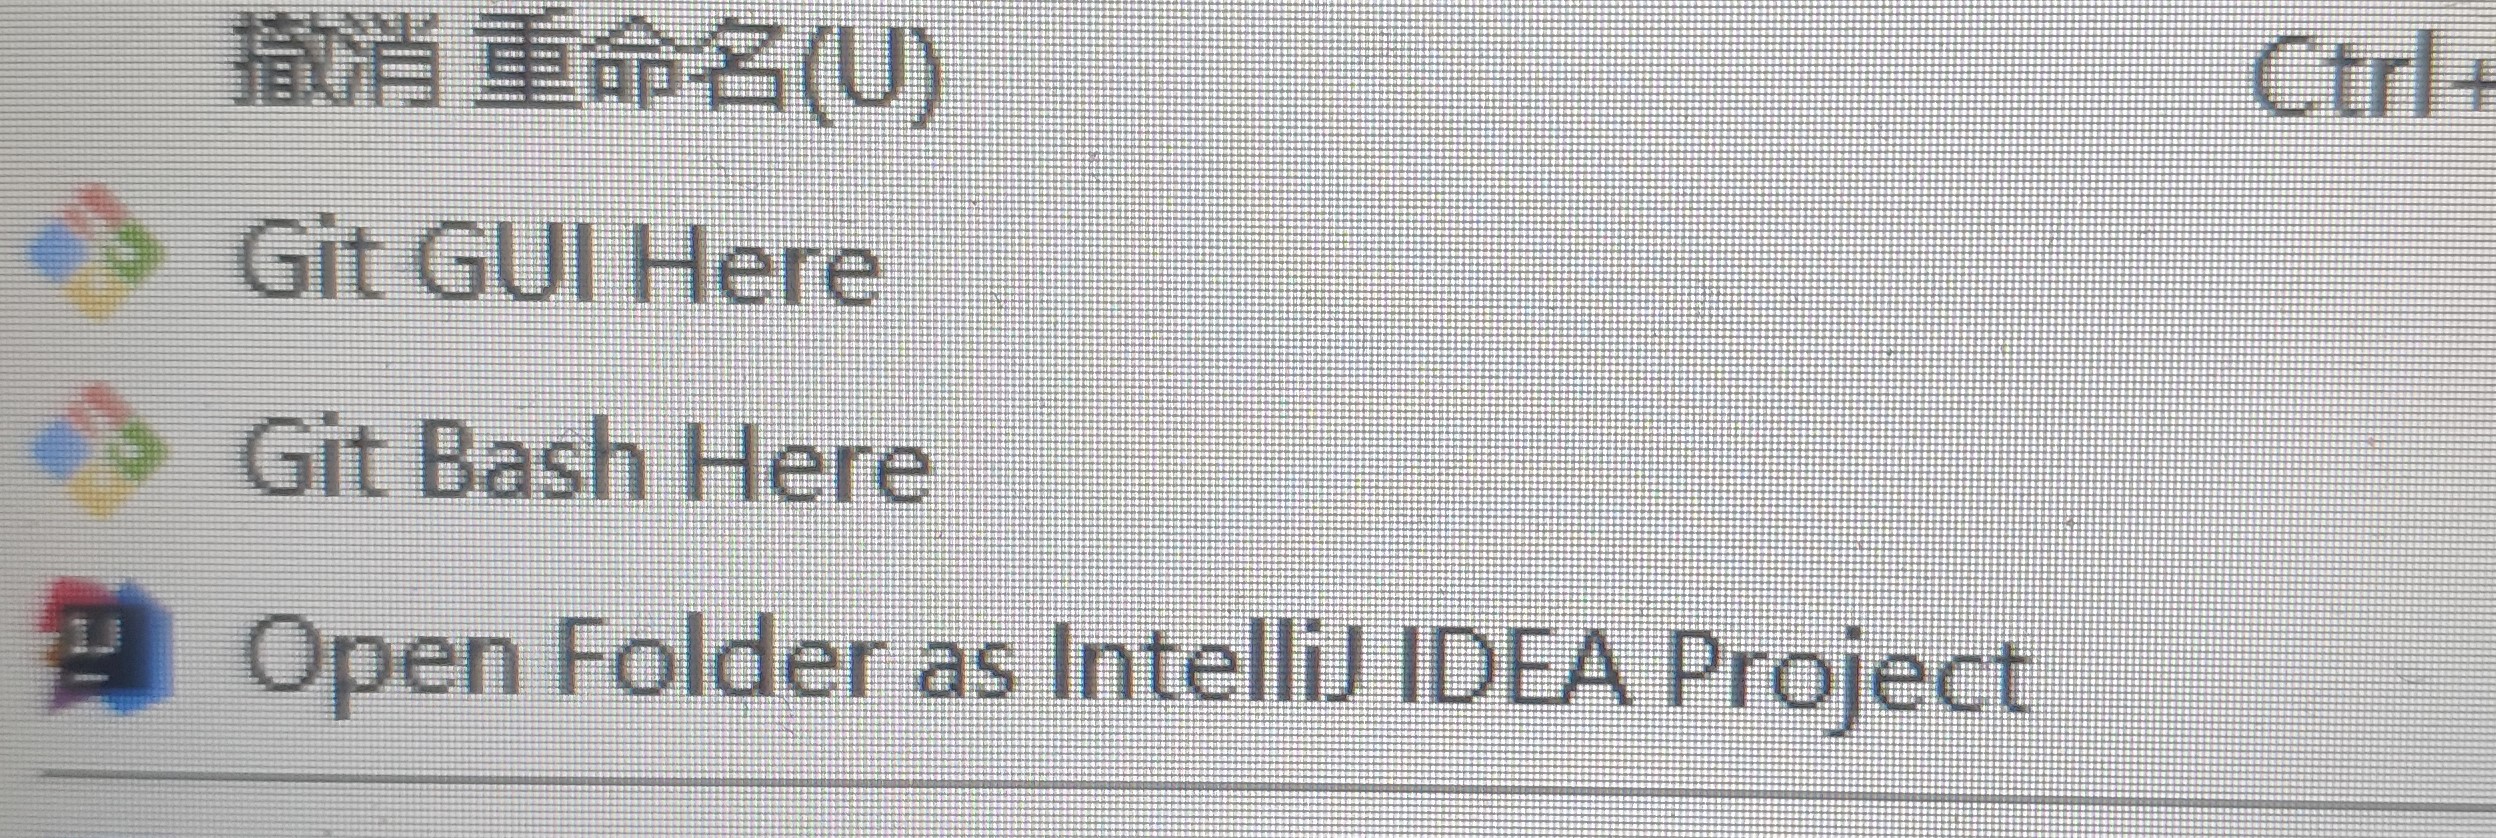 撤消 重命名(U) Ctrl+
Git GUI Here
Git Bash Here
Open Folder as IntelliJ IDEA Project